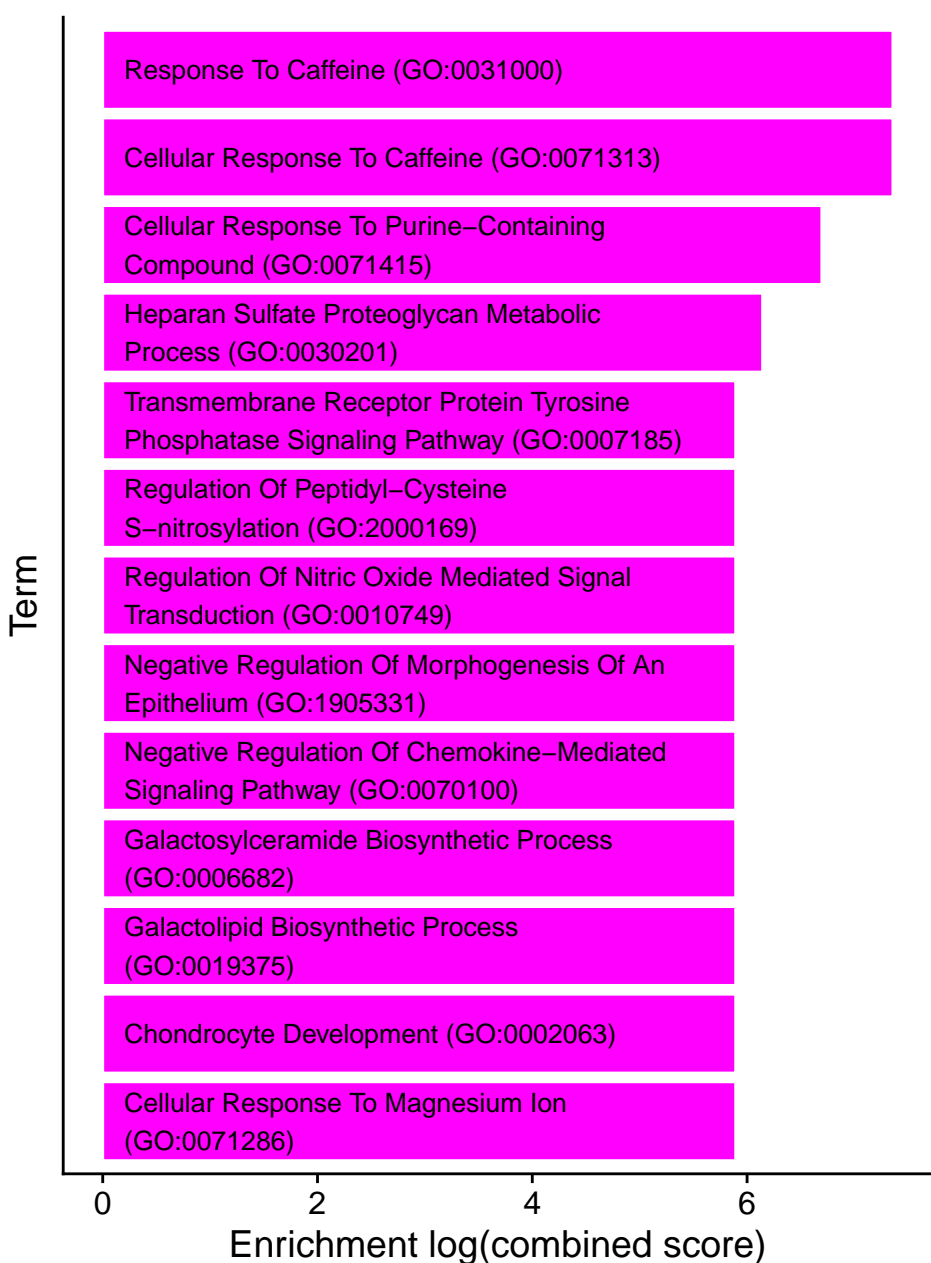 Response To Caffeine (GO:0031000)
Cellular Response To Caffeine (GO:0071313)
Cellular Response To Purine−Containing
Compound (GO:0071415)
Heparan Sulfate Proteoglycan Metabolic
Process (GO:0030201)
Transmembrane Receptor Protein Tyrosine
Phosphatase Signaling Pathway (GO:0007185)
Regulation Of Peptidyl−Cysteine
S−nitrosylation (GO:2000169)
Regulation Of Nitric Oxide Mediated Signal
Transduction (GO:0010749)
Negative Regulation Of Morphogenesis Of An
Epithelium (GO:1905331)
Negative Regulation Of Chemokine−Mediated
Signaling Pathway (GO:0070100)
Galactosylceramide Biosynthetic Process
(GO:0006682)
Galactolipid Biosynthetic Process
(GO:0019375)
Chondrocyte Development (GO:0002063)
Cellular Response To Magnesium Ion
(GO:0071286)
Term
0 2 4 6
Enrichment log(combined score)